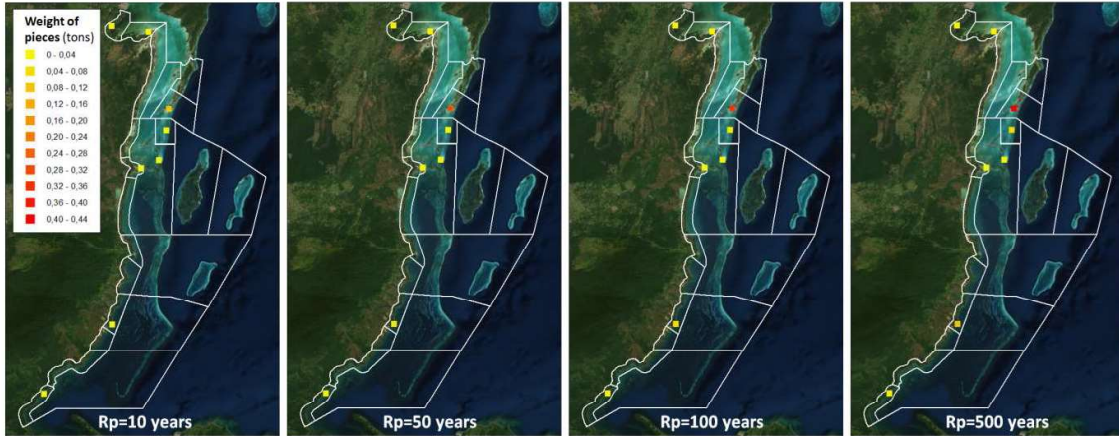 Weight of
pieces (tons)
0 - 0,04
0,04 - 0,08
0,08 - 0,12
0,12 - 0,16
0,16 - 0,20
0,20 - 0,24
0,24 - 0,28
0,28 - 0,32
0,32 - 0,36
0,36 - 0,40
0,40 - 0,44
Rp=10 years
Rp=50 years
Rp=100 years
Rp=500 years